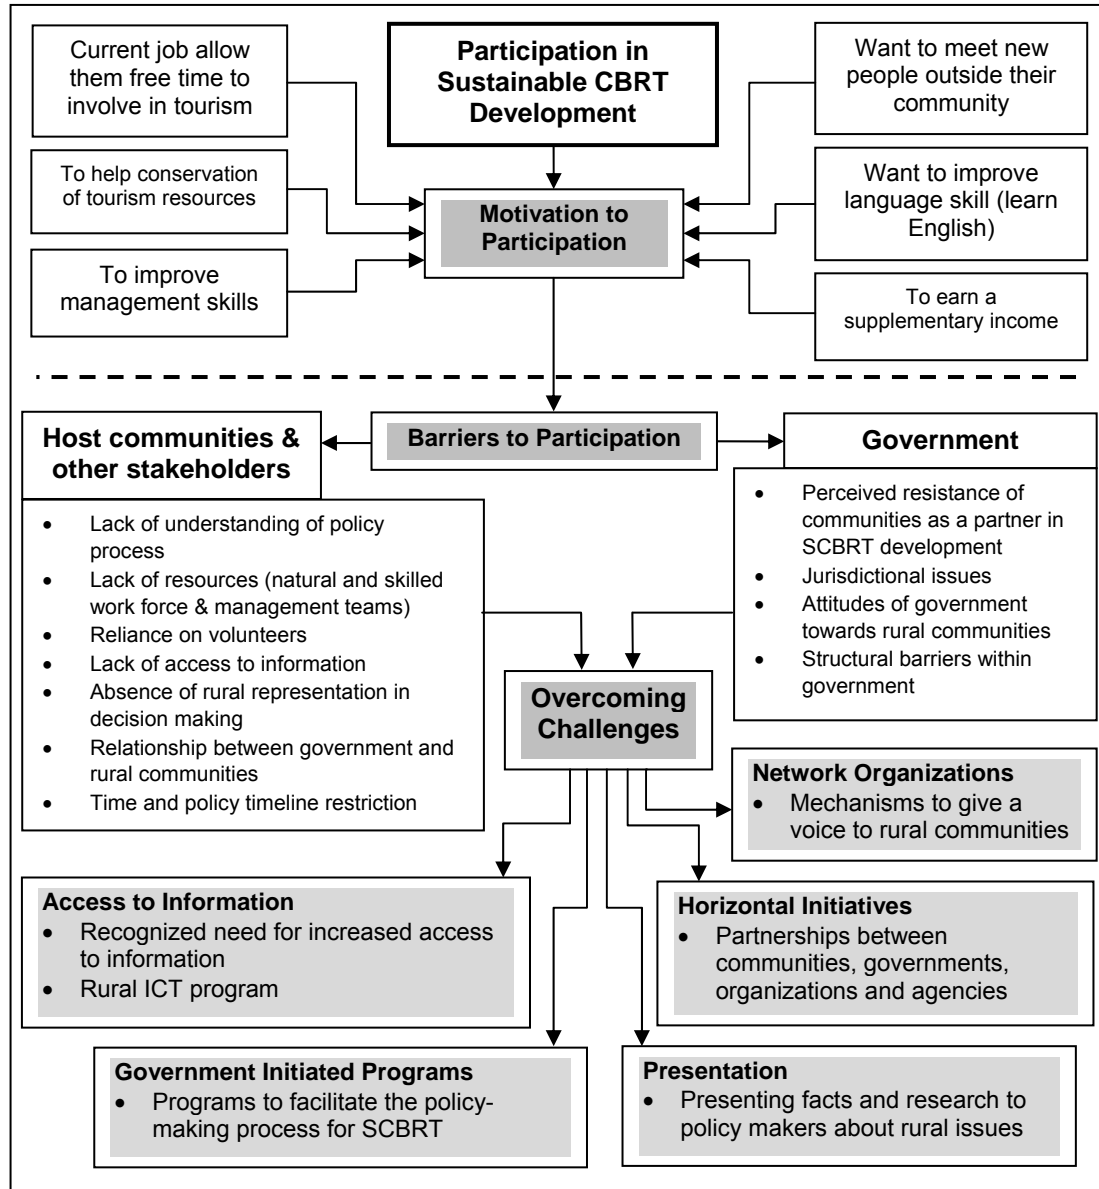 Participation in
Sustainable CBRT
Development
Current job allow
them free time to
involve in tourism
Want to meet new
people outside their
community
To help conservation
of tourism resources
Motivation to
Participation
Want to improve
language skill (learn
English)
To improve
management skills
To earn a
supplementary income
Barriers to Participation
Host communities &
other stakeholders
• Lack of understanding of policy
process
• Lack of resources (natural and skilled
work force & management teams)
• Reliance on volunteers
• Lack of access to information
• Absence of rural representation in
decision making
• Relationship between government and
rural communities
• Time and policy timeline restriction
Government
• Perceived resistance of
communities as a partner in
SCBRT development
• Jurisdictional issues
• Attitudes of government
towards rural communities
• Structural barriers within
government
Overcoming
Challenges
Network Organizations
• Mechanisms to give a
voice to rural communities
Access to Information
• Recognized need for increased access
to information
• Rural ICT program
Horizontal Initiatives
• Partnerships between
communities, governments,
organizations and agencies
Government Initiated Programs
• Programs to facilitate the policy-
making process for SCBRT
Presentation
• Presenting facts and research to
policy makers about rural issues